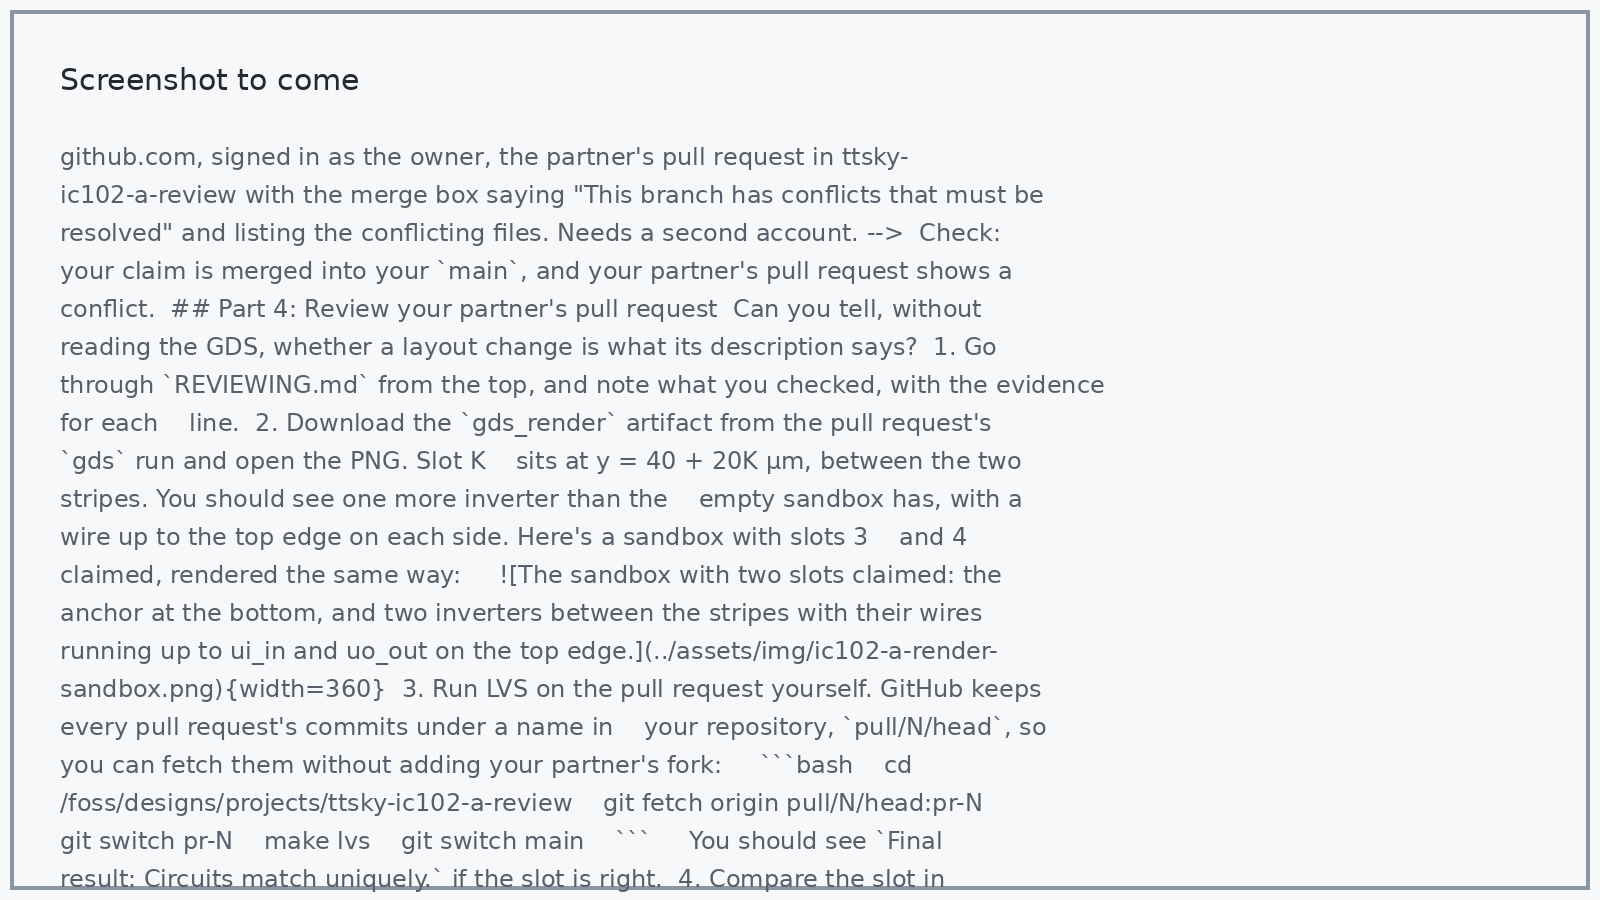 Screenshot to come
github.com, signed in as the owner, the partner's pull request in ttsky-
ic102-a-review with the merge box saying "This branch has conflicts that must be
resolved" and listing the conflicting files. Needs a second account. -->  Check:
your claim is merged into your `main`, and your partner's pull request shows a
conflict.  ## Part 4: Review your partner's pull request  Can you tell, without
reading the GDS, whether a layout change is what its description says?  1. Go
through `REVIEWING.md` from the top, and note what you checked, with the evidence
for each    line.  2. Download the `gds_render` artifact from the pull request's
`gds` run and open the PNG. Slot K    sits at y = 40 + 20K µm, between the two
stripes. You should see one more inverter than the    empty sandbox has, with a
wire up to the top edge on each side. Here's a sandbox with slots 3    and 4
claimed, rendered the same way:     ![The sandbox with two slots claimed: the
anchor at the bottom, and two inverters between the stripes with their wires
running up to ui_in and uo_out on the top edge.](../assets/img/ic102-a-render-
sandbox.png){width=360}  3. Run LVS on the pull request yourself. GitHub keeps
every pull request's commits under a name in    your repository, `pull/N/head`, so
you can fetch them without adding your partner's fork:     ```bash    cd
/foss/designs/projects/ttsky-ic102-a-review    git fetch origin pull/N/head:pr-N
git switch pr-N    make lvs    git switch main    ```     You should see `Final
result: Circuits match uniquely.` if the slot is right.  4. Compare the slot in